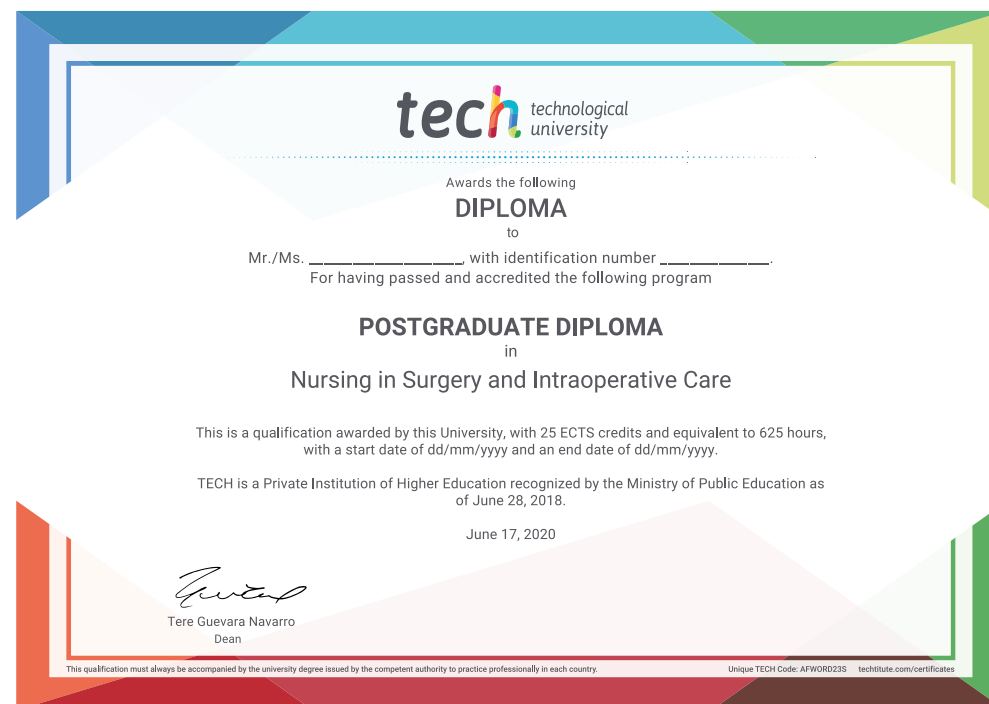 tech technological
university
Awards the following
DIPLOMA
to
Mr./Ms. ____________________, with identification number ______________.
For having passed and accredited the following program
POSTGRADUATE DIPLOMA
in
Nursing in Surgery and Intraoperative Care
This is a qualification awarded by this University, with 25 ECTS credits and equivalent to 625 hours,
with a start date of dd/mm/yyyy and an end date of dd/mm/yyyy.
TECH is a Private Institution of Higher Education recognized by the Ministry of Public Education as
of June 28, 2018.
June 17, 2020
Tere Guevara Navarro
Dean
This qualification must always be accompanied by the university degree issued by the competent authority to practice professionally in each country. Unique TECH Code: AFWORD23S techtitute.com/certificates